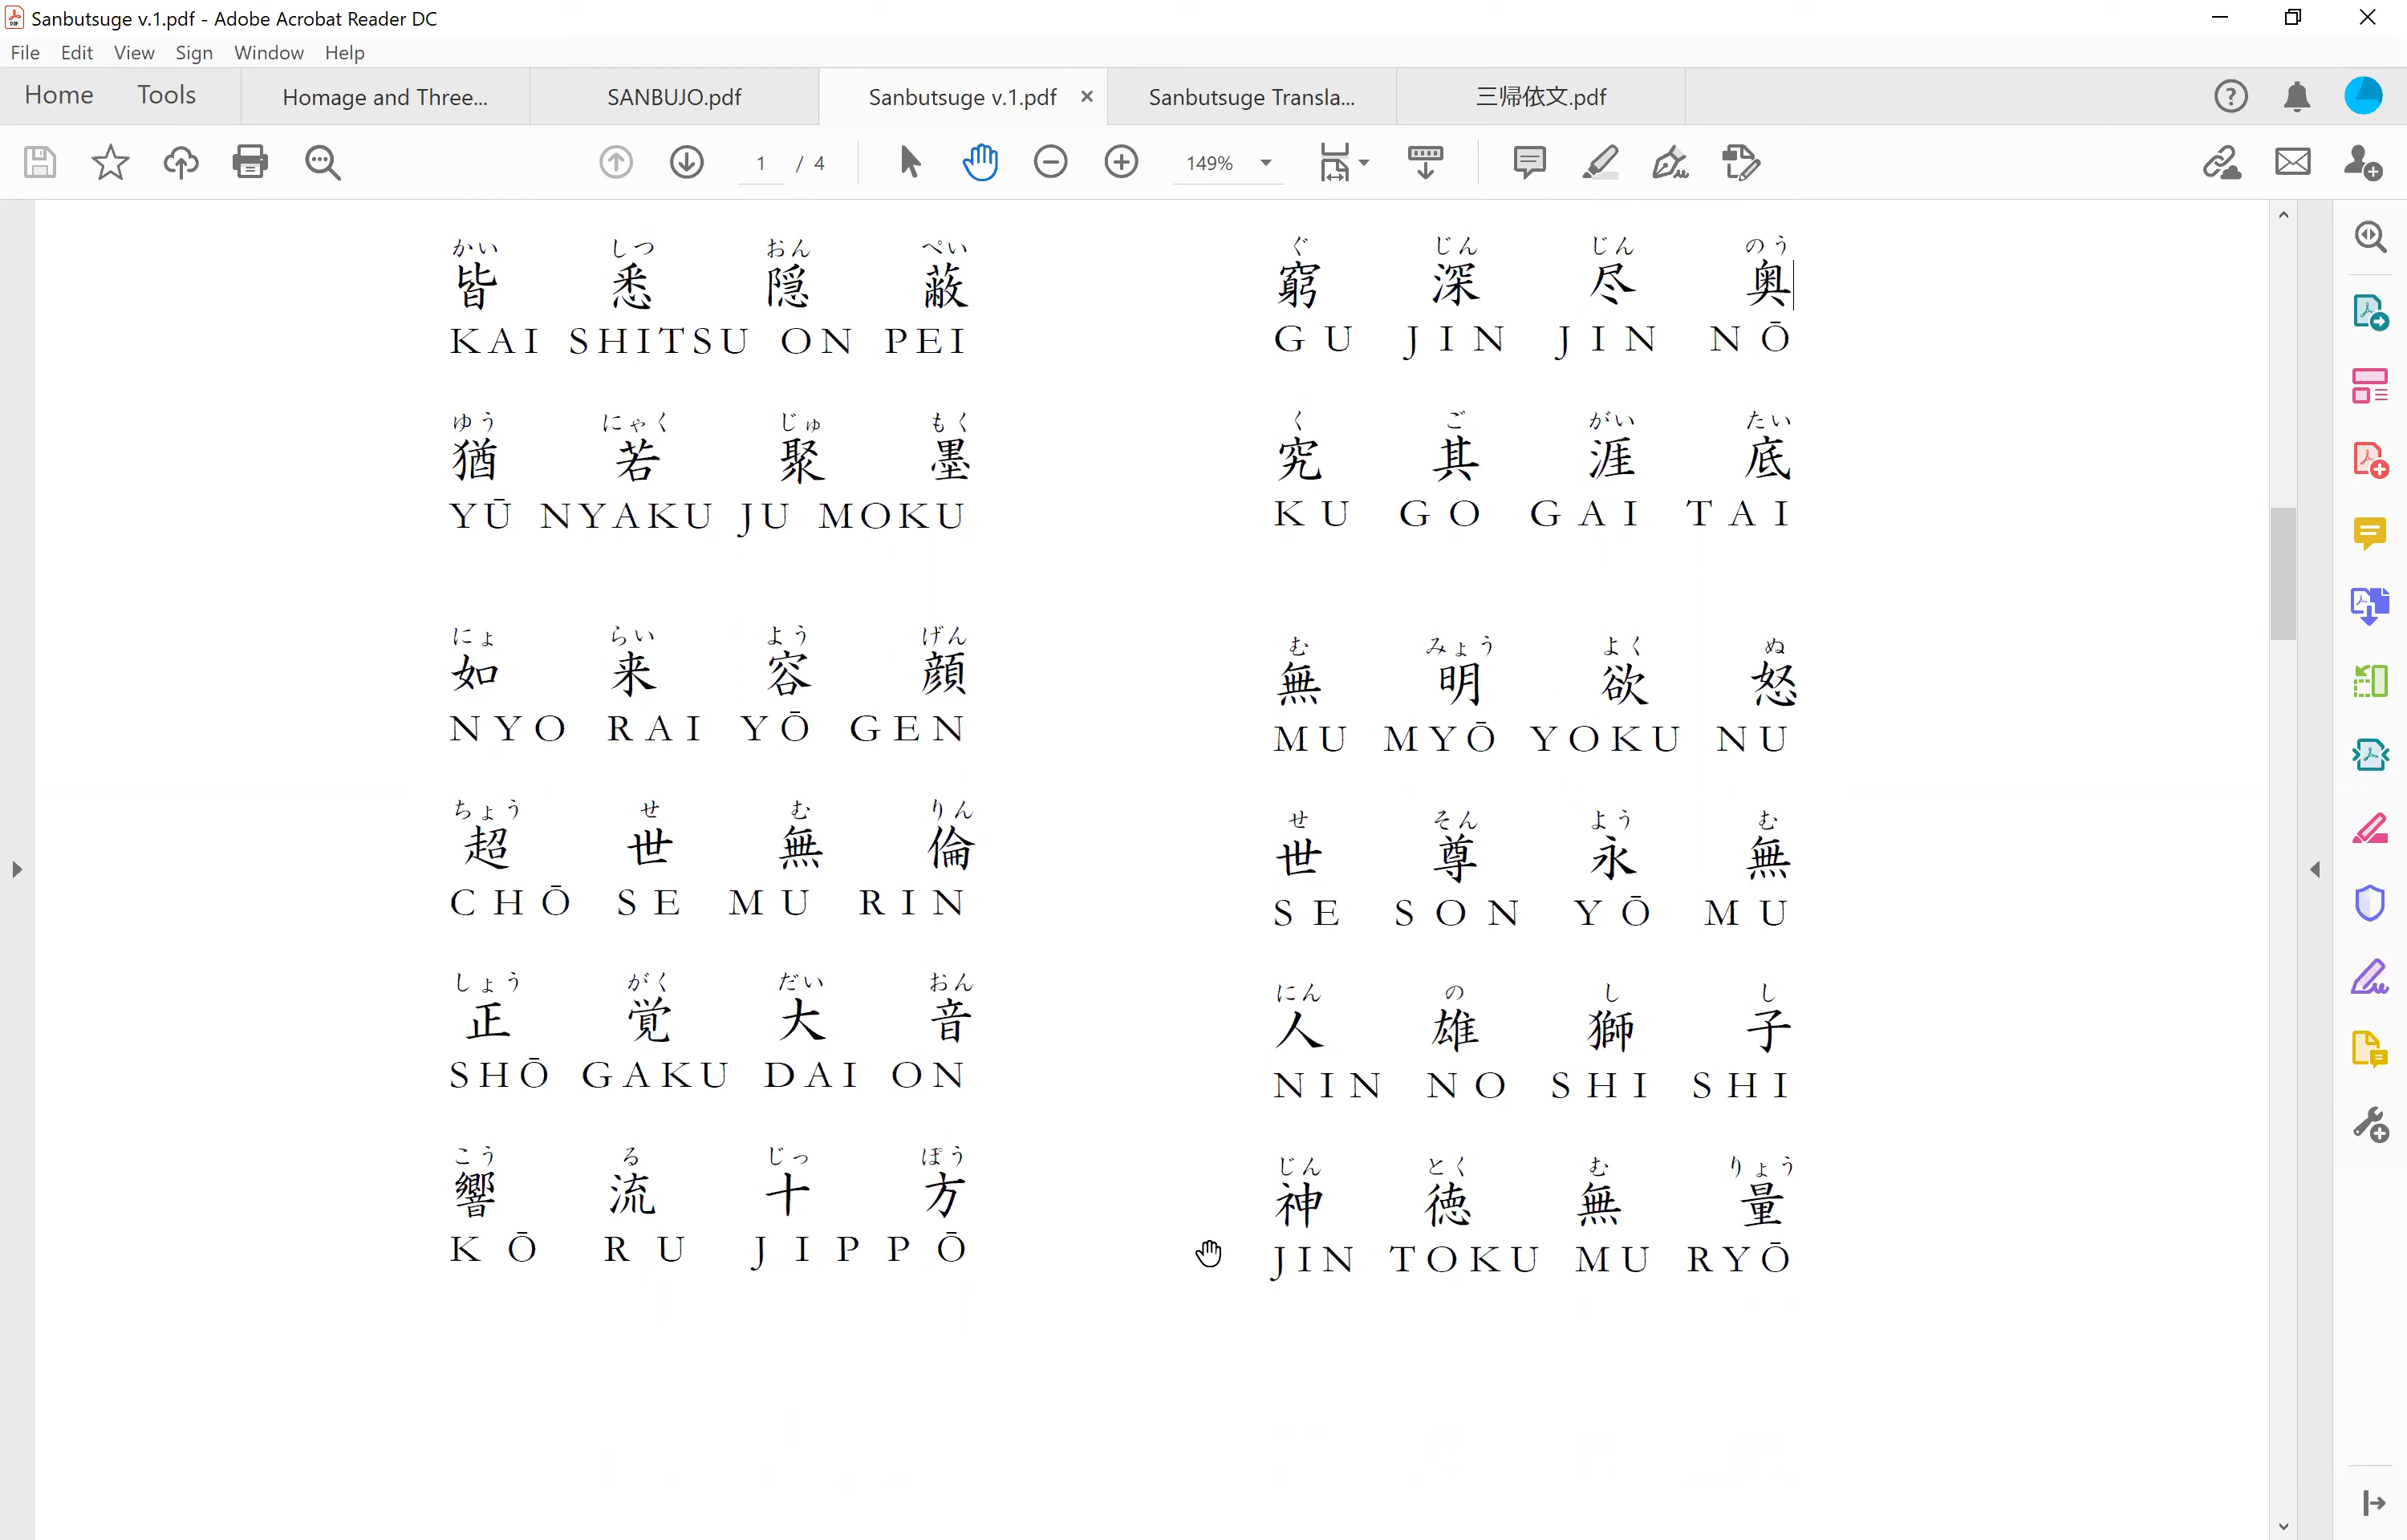 Sanbutsuge v.1.pdf - Adobe Acrobat Reader DC
File Edit View Sign Window Help
Home Tools Homage and Three... SANBUJO.pdf Sanbutsuge v.1.pdf Sanbutsuge Transla... 三帰依文.pdf
1 / 4 149%
かい しつ おん ぺい
皆 悉 隠 蔽
KAI SHITSU ON PEI
ゆう にゃく じゅ もく
猶 若 聚 墨
YŪ NYAKU JU MOKU
にょ らい よう げん
如 来 容 顔
NYO RAI YŌ GEN
ちょう せ む りん
超 世 無 倫
CHŌ SE MU RIN
しょう がく だい おん
正 覚 大 音
SHŌ GAKU DAI ON
こう る じっ ぽう
響 流 十 方
KŌ RU JIPPŌ
ぐ じん じん のう
窮 深 尽 奥
GU JIN JIN NŌ
く ご がい たい
究 其 涯 底
KU GO GAI TAI
む みょう よく ぬ
無 明 欲 怒
MU MYŌ YOKU NU
せ そん よう む
世 尊 永 無
SE SON YŌ MU
にん の し し
人 雄 獅 子
NIN NO SHI SHI
じん とく む りょう
神 徳 無 量
JIN TOKU MU RYŌ